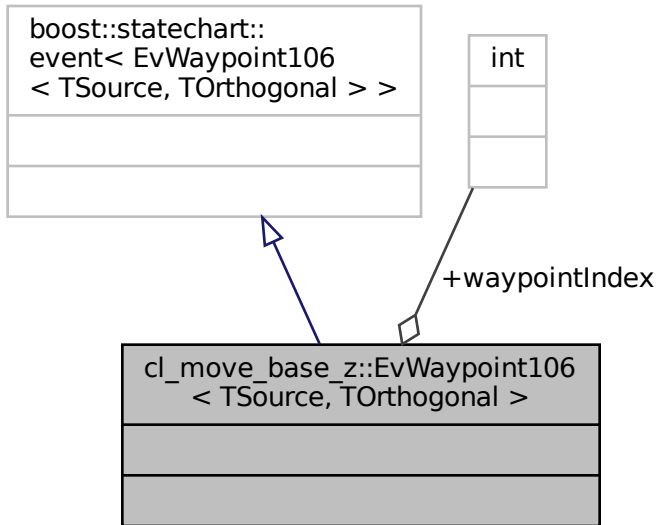 boost::statechart::
event< EvWaypoint106
< TSource, TOrthogonal > >
int
+waypointIndex
cl_move_base_z::EvWaypoint106
< TSource, TOrthogonal >